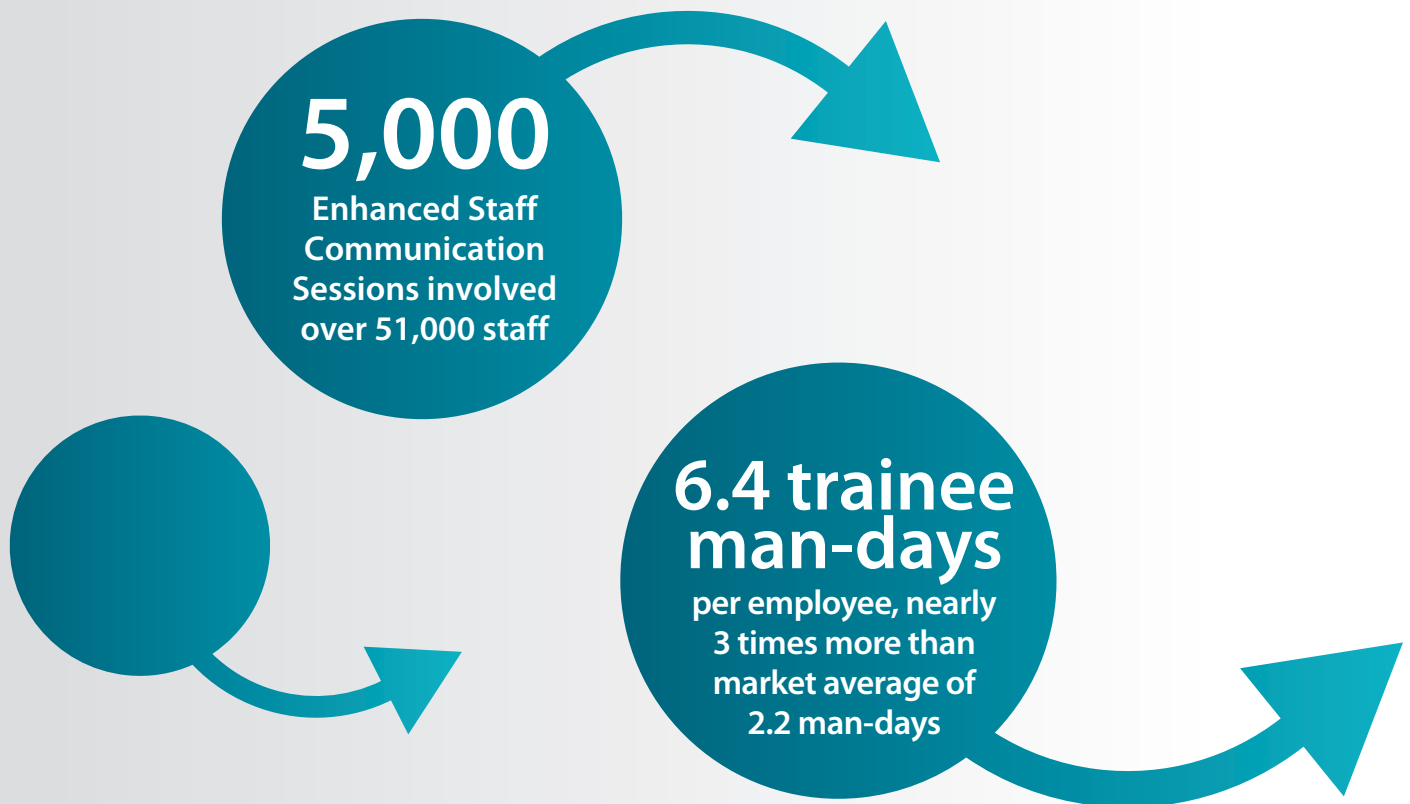 5,000
Enhanced Staff
Communication
Sessions involved
over 51,000 staff
6.4 trainee
man-days
per employee, nearly
3 times more than
market average of
2.2 man-days